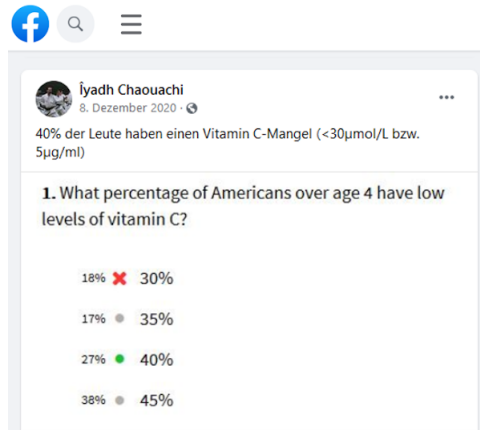 Îyadh Chaouachi
8. Dezember 2020 ·
40% der Leute haben einen Vitamin C-Mangel (<30µmol/L bzw.
5µg/ml)
1. What percentage of Americans over age 4 have low
levels of vitamin C?
18% 30%
17% 35%
27% 40%
38% 45%